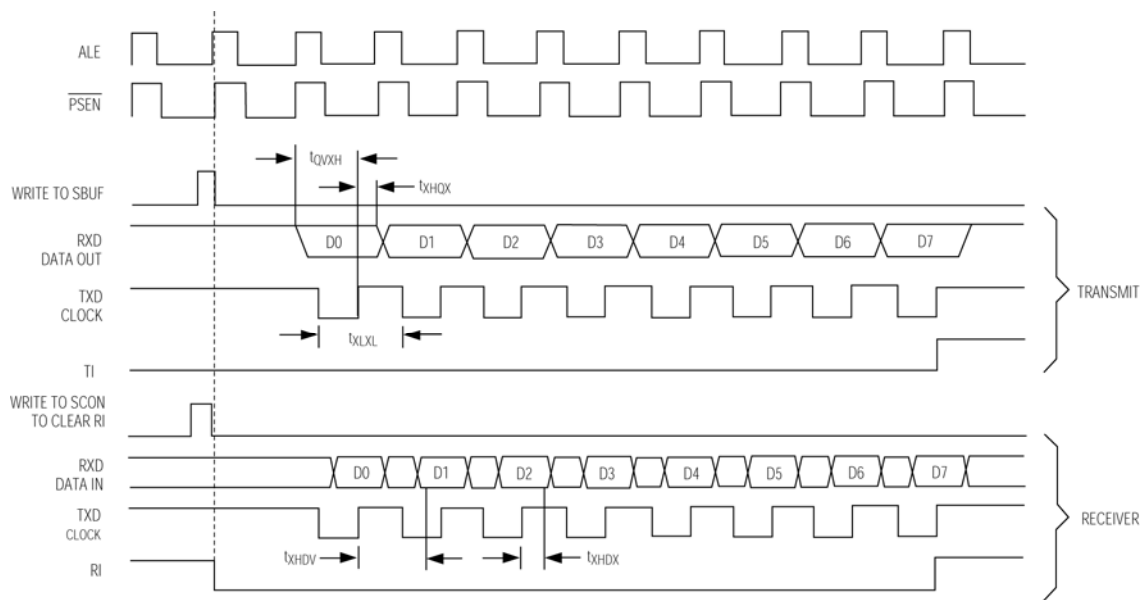 ALE
PSEN
tQVXH
tXHQX
WRITE TO SBUF
RXD
DATA OUT
D0 D1 D2 D3 D4 D5 D6 D7
TXD
CLOCK
tXLXL
TRANSMIT
TI
WRITE TO SCON
TO CLEAR RI
RXD
DATA IN
D0 D1 D2 D3 D4 D5 D6 D7
TXD
CLOCK
RECEIVER
tXHDV
tXHDX
RI